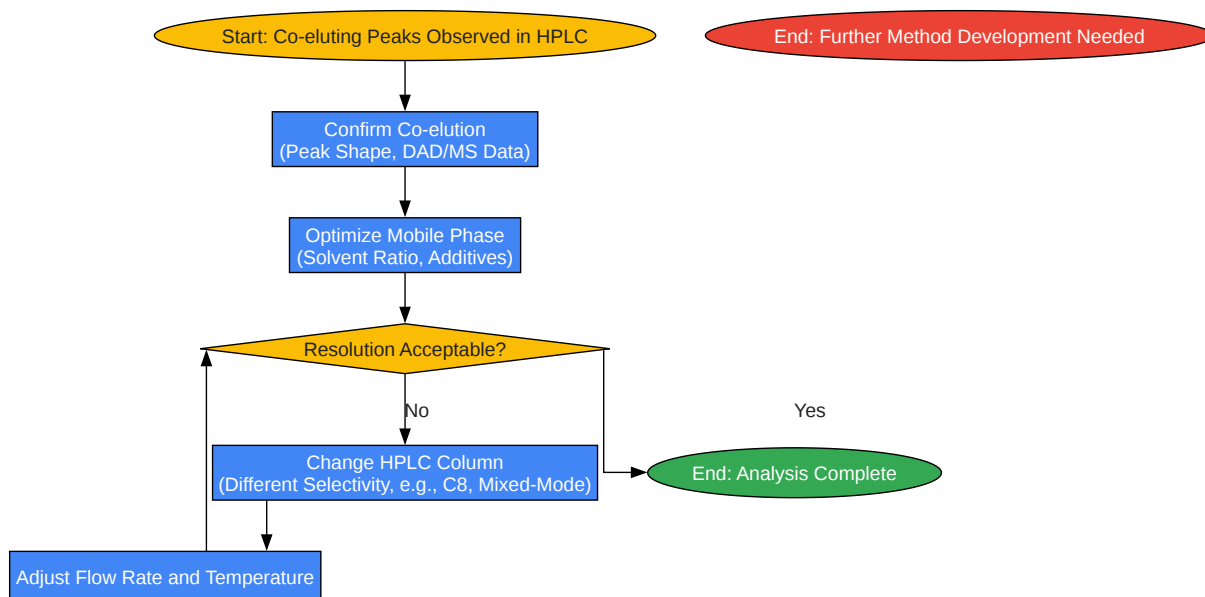 Start: Co-eluting Peaks Observed in HPLC
End: Further Method Development Needed
Confirm Co-elution
(Peak Shape, DAD/MS Data)
Optimize Mobile Phase
(Solvent Ratio, Additives)
Resolution Acceptable?
No
Yes
Change HPLC Column
(Different Selectivity, e.g., C8, Mixed-Mode)
End: Analysis Complete
Adjust Flow Rate and Temperature